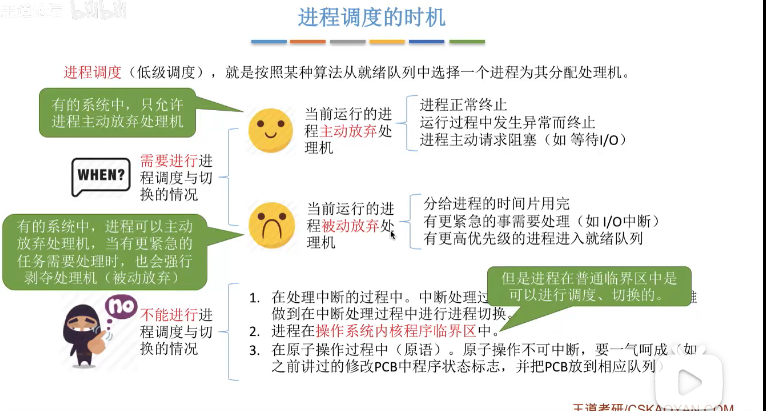 进程调度的时机
进程调度（低级调度），就是按照某种算法从就绪队列中选择一个进程为其分配处理机。
有的系统中，只允许
进程主动放弃处理机
当前运行的进
程主动放弃处
理机
进程正常终止
运行过程中发生异常而终止
进程主动请求阻塞（如 等待I/O）
WHEN?
需要进行进
程调度与切
换的情况
有的系统中，进程可以主动
放弃处理机，当有更紧急的
任务需要处理时，也会强行
剥夺处理机（被动放弃）
当前运行的进
程被动放弃处
理机
分给进程的时间片用完
有更紧急的事需要处理（如 I/O中断）
有更高优先级的进程进入就绪队列
但是进程在普通临界区中是
可以进行调度、切换的。
no
不能进行进
程调度与切
换的情况
1. 在处理中断的过程中。中断处理过
做到在中断处理过程中进行进程切换。
2. 进程在操作系统内核程序临界区中。
3. 在原子操作过程中（原语）。原子操作不可中断，要一气呵成（如
之前讲过的修改PCB中程序状态标志，并把PCB放到相应队列）
王道考研/CSKAOYAN.COM